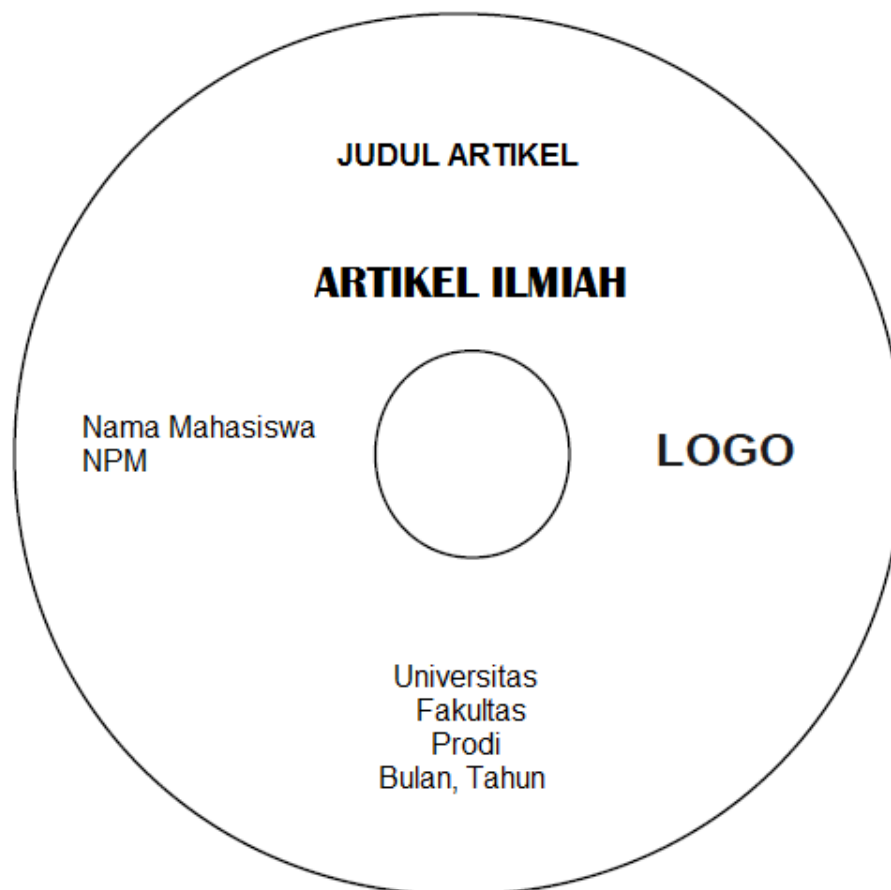 JUDUL ARTIKEL
ARTIKEL ILMIAH
Nama Mahasiswa
NPM
LOGO
Universitas
Fakultas
Prodi
Bulan, Tahun